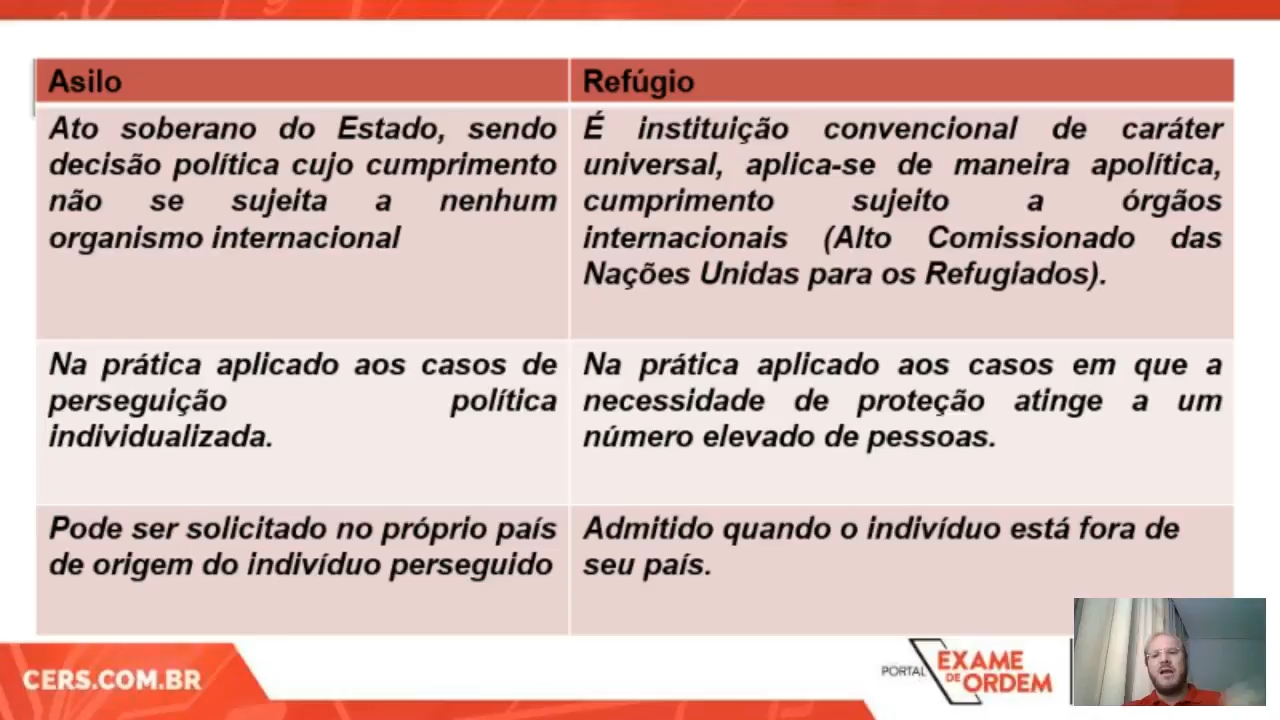 Asilo
Refúgio
Ato soberano do Estado, sendo
decisão política cujo cumprimento
não se sujeita a nenhum
organismo internacional
É instituição convencional de caráter
universal, aplica-se de maneira apolítica,
cumprimento sujeito a órgãos
internacionais (Alto Comissionado das
Nações Unidas para os Refugiados).
Na prática aplicado aos casos de
perseguição política
individualizada.
Na prática aplicado aos casos em que a
necessidade de proteção atinge a um
número elevado de pessoas.
Pode ser solicitado no próprio país
de origem do indivíduo perseguido
Admitido quando o indivíduo está fora de
seu país.
CERS.COM.BR
PORTAL EXAME
DE ORDEM